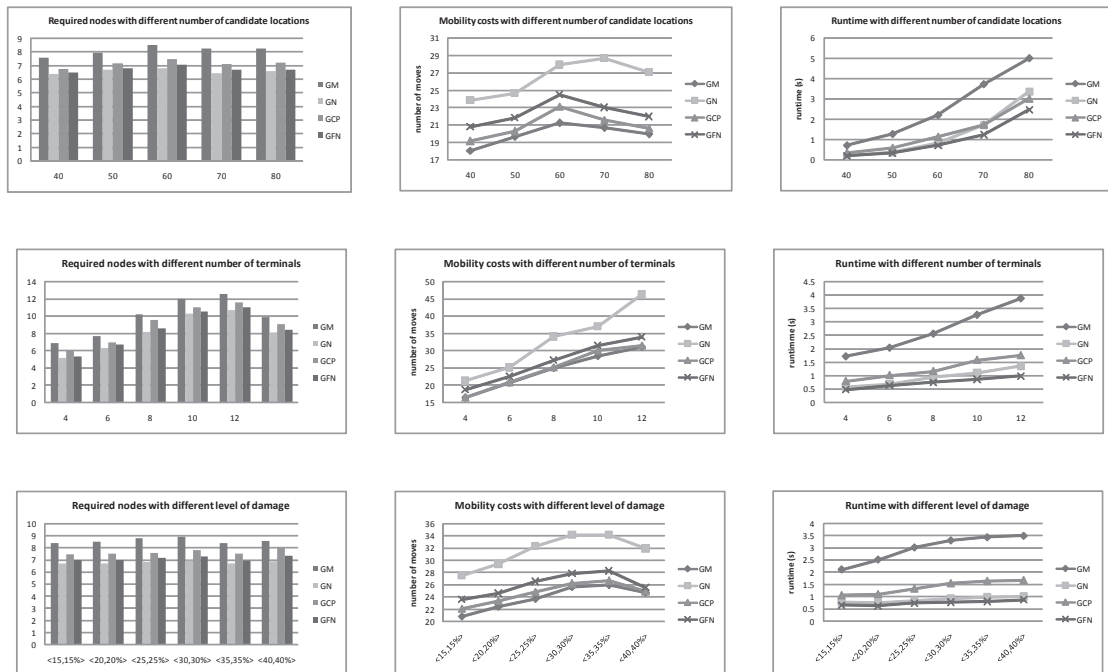 Required nodes with different number of candidate locations
9
8
7
6
5
4
3
2
1
0
40 50 60 70 80
GM
GN
GCP
GFN
Mobility costs with different number of candidate locations
number of moves
31
29
27
25
23
21
19
17
40 50 60 70 80
GM
GN
GCP
GFN
Runtime with different number of candidate locations
runtime (s)
6
5
4
3
2
1
0
40 50 60 70 80
GM
GN
GCP
GFN
Required nodes with different number of terminals
14
12
10
8
6
4
2
0
4 6 8 10 12
GM
GN
GCP
GFN
Mobility costs with different number of terminals
number of moves
50
45
40
35
30
25
20
15
4 6 8 10 12
GM
GN
GCP
GFN
Runtime with different number of terminals
runtimme (s)
4.5
4
3.5
3
2.5
2
1.5
1
0.5
0
4 6 8 10 12
GM
GN
GCP
GFN
Required nodes with different level of damage
10
9
8
7
6
5
4
3
2
1
0
<15,15%> <20,20%> <25,25%> <30,30%> <35,35%> <40,40%>
GM
GN
GCP
GFN
Mobility costs with different level of damage
number of moves
36
34
32
30
28
26
24
22
20
<15,15%> <20,20%> <25,25%> <30,30%> <35,35%> <40,40%>
GM
GN
GCP
GFN
Runtime with different level of damage
runtime (s)
4
3.5
3
2.5
2
1.5
1
0.5
0
<15,15%> <20,20%> <25,25%> <30,30%> <35,35%> <40,40%>
GM
GN
GCP
GFN